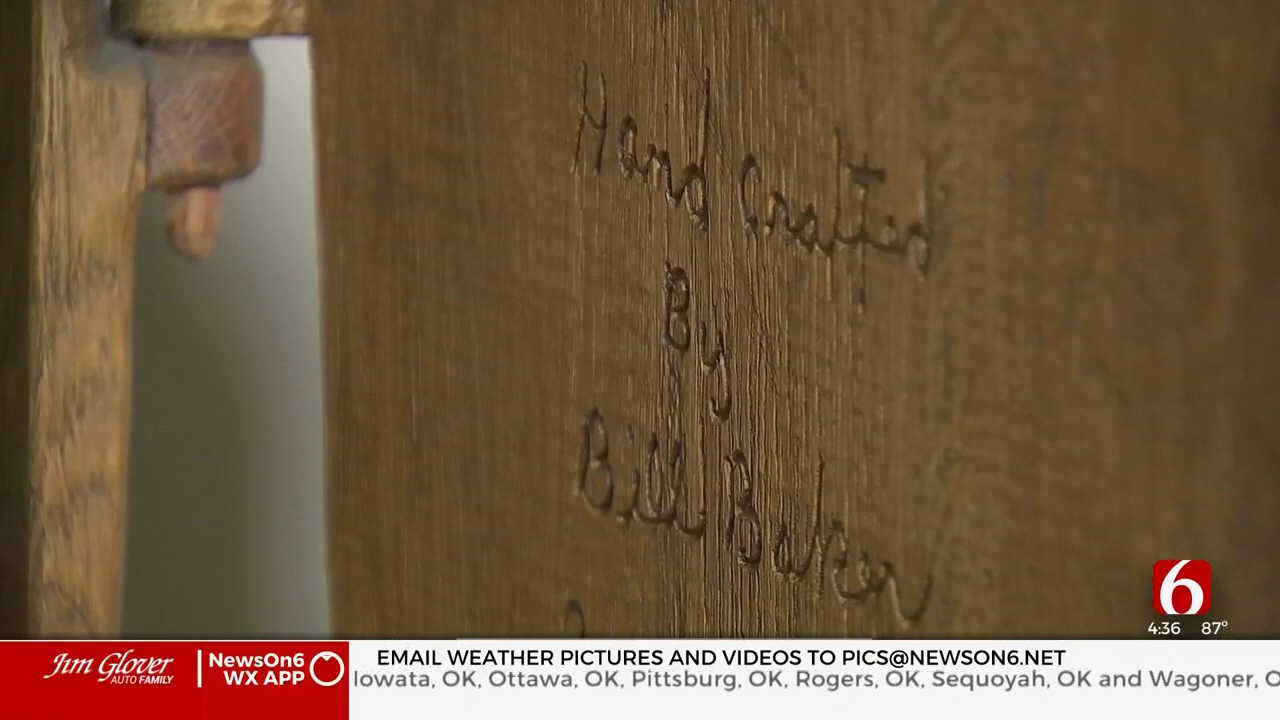 Hand Crafted
By
Bill Baker
6
4:36 87°
Jim Glover
AUTO FAMILY
NewsOn6
WX APP
EMAIL WEATHER PICTURES AND VIDEOS TO PICS@NEWSON6.NET
lowata, OK, Ottawa, OK, Pittsburg, OK, Rogers, OK, Sequoyah, OK and Wagoner, O